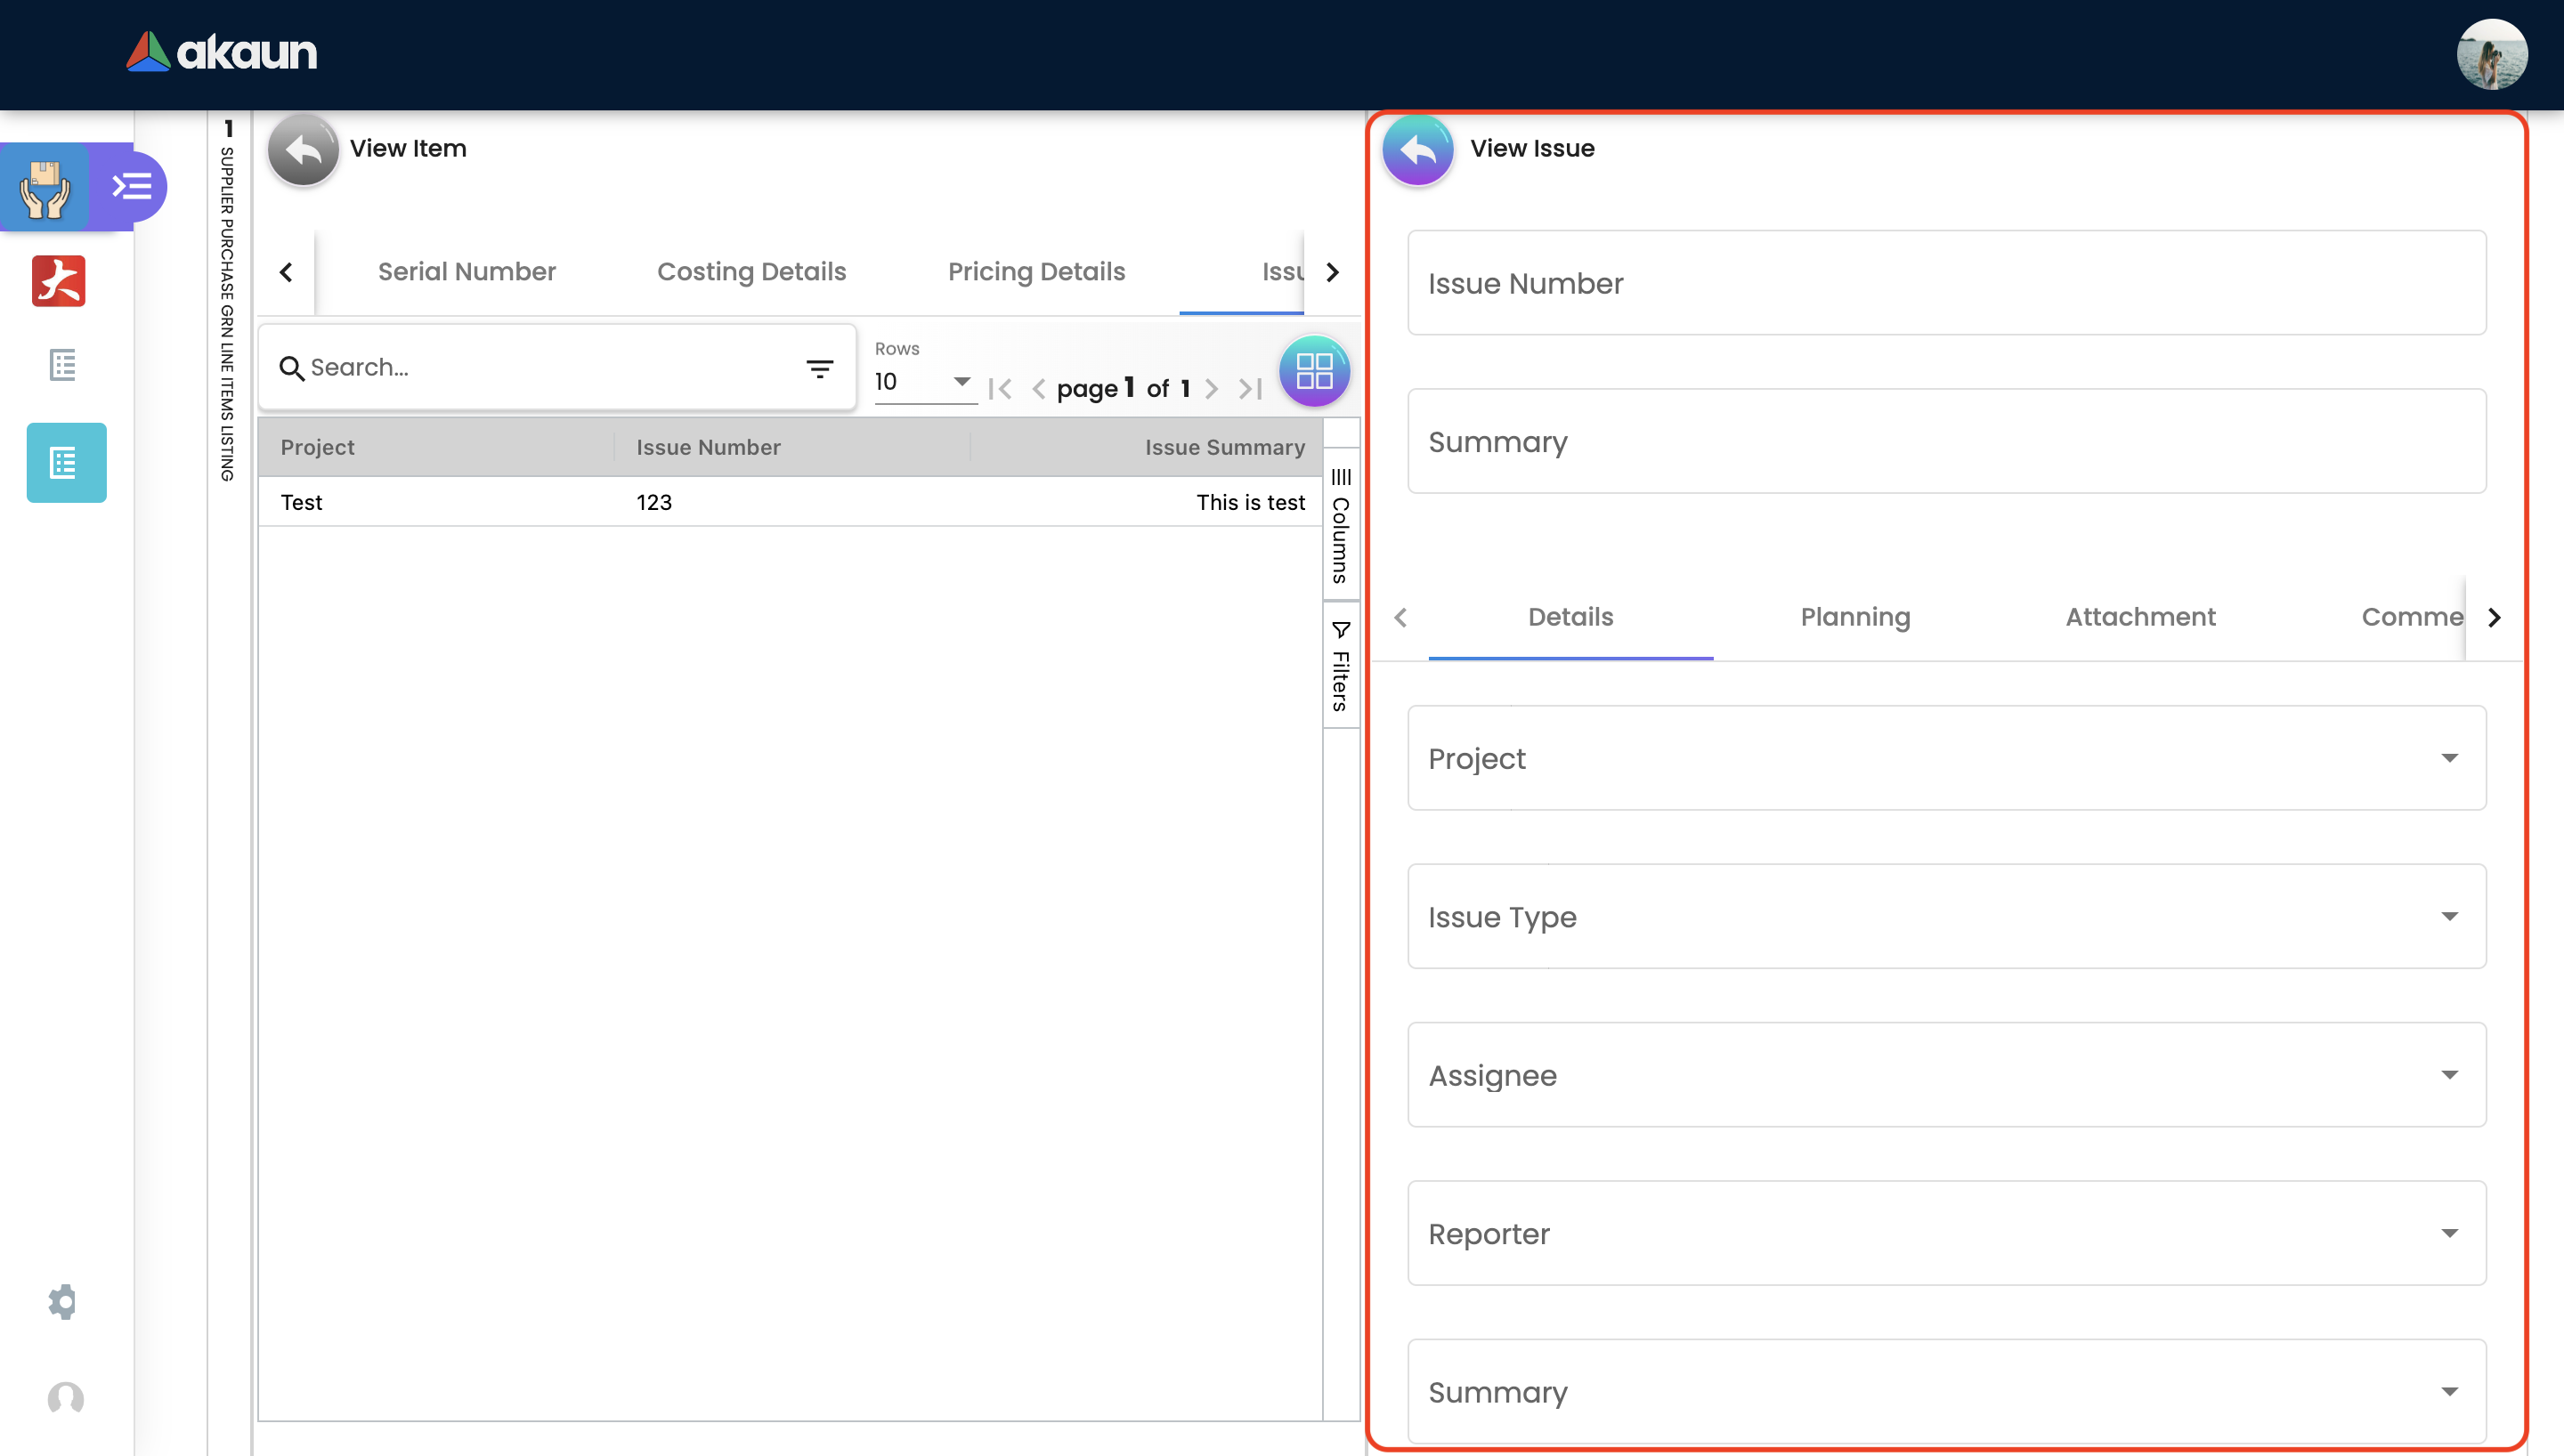 akaun
1 SUPPLIER PURCHASE GRN LINE ITEMS LISTING
View Item
Serial Number Costing Details Pricing Details Issu
Search...
Rows
10
page 1 of 1
Project Issue Number Issue Summary
Test 123 This is test
Columns
Filters
View Issue
Issue Number
Summary
Details Planning Attachment Comme
Project
Issue Type
Assignee
Reporter
Summary